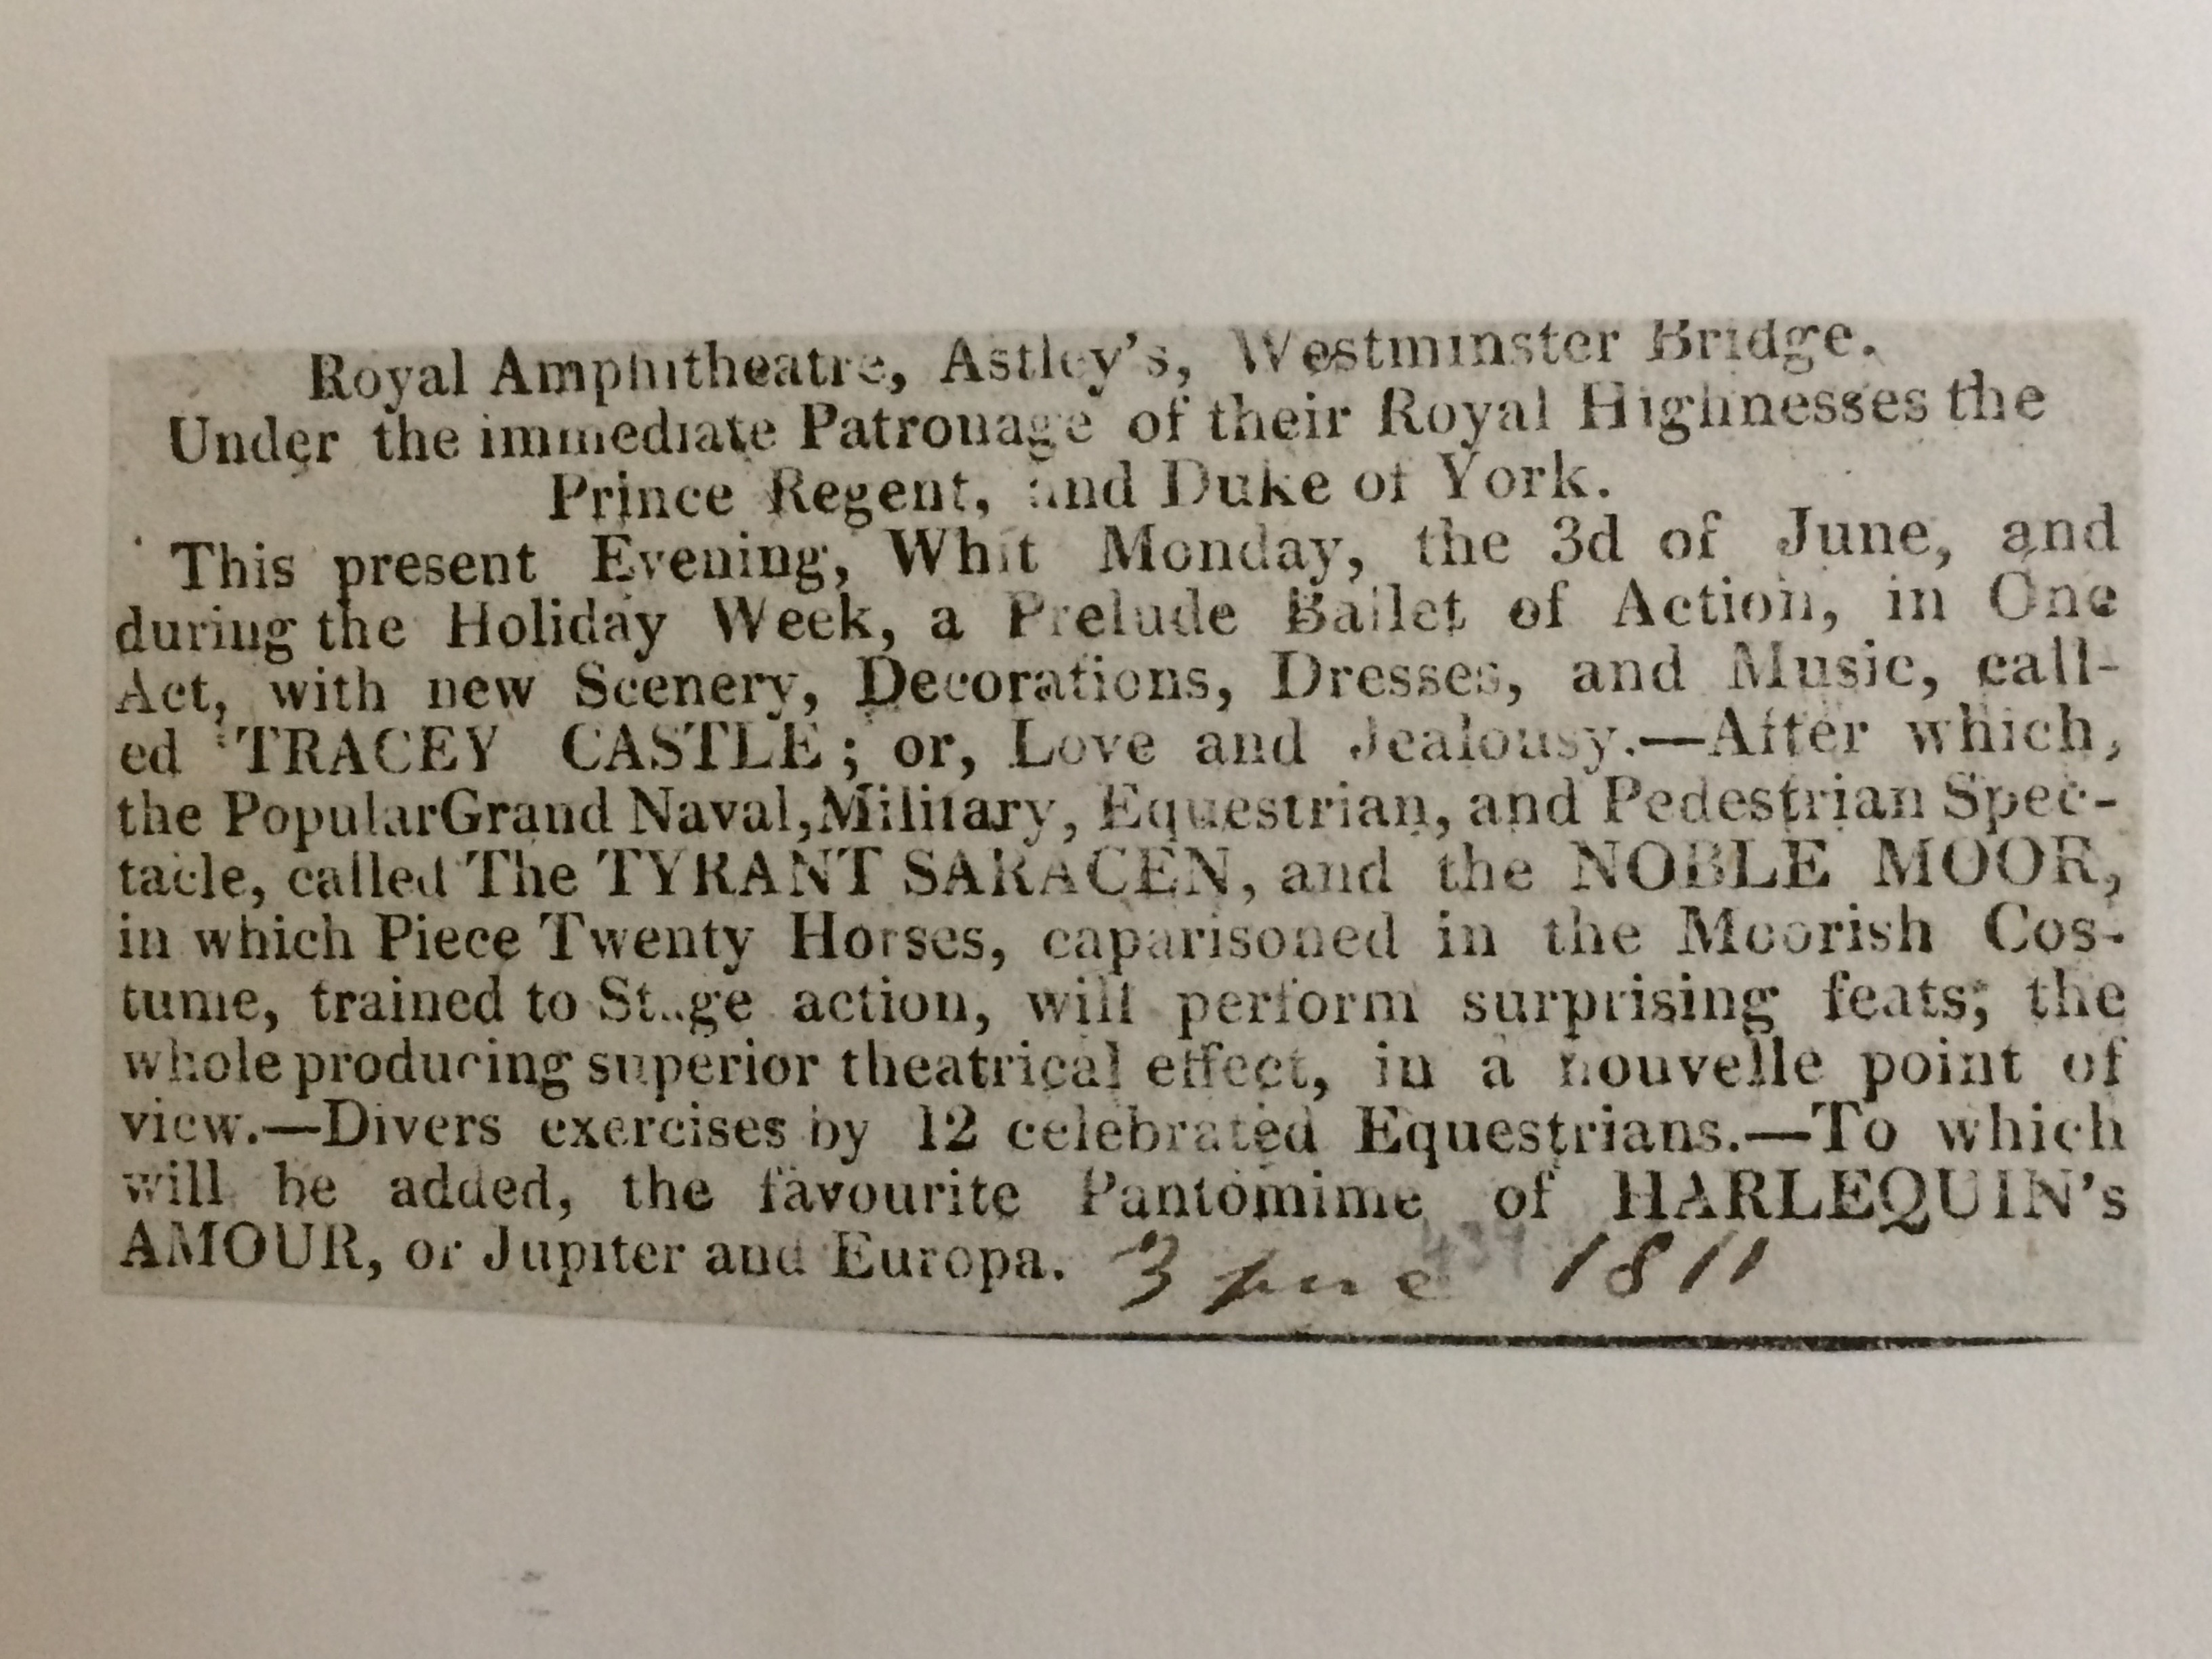 Royal Amphitheatre, Astley's, Westminster Bridge.
Under the immediate Patronage of their Royal Highnesses the
Prince Regent, and Duke of York.
This present Evening, Whit Monday, the 3d of June, and
during the Holiday Week, a Prelude Ballet of Action, in One
Act, with new Scenery, Decorations, Dresses, and Music, call-
ed TRACEY CASTLE; or, Love and Jealousy.—After which,
the Popular Grand Naval, Military, Equestrian, and Pedestrian Spec-
tacle, called The TYRANT SARACEN, and the NOBLE MOOR,
in which Piece Twenty Horses, caparisoned in the Moorish Cos-
tume, trained to Stage action, will perform surprising feats; the
whole producing superior theatrical effect, in a nouvelle point of
view.—Divers exercises by 12 celebrated Equestrians.—To which
will be added, the favourite Pantomime of HARLEQUIN's
AMOUR, or Jupiter and Europa. 3 June 1811